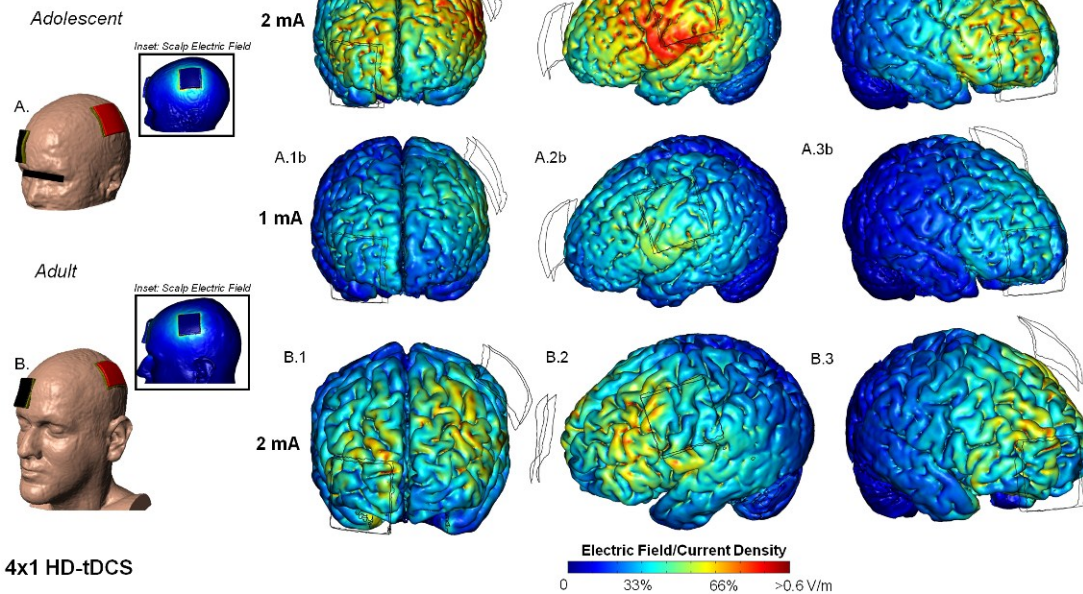 Adolescent
2 mA
Inset: Scalp Electric Field
A.
A.1b
A.2b
A.3b
1 mA
Adult
Inset: Scalp Electric Field
B.
B.1
B.2
B.3
2 mA
4x1 HD-tDCS
Electric Field/Current Density
0 33% 66% >0.6 V/m